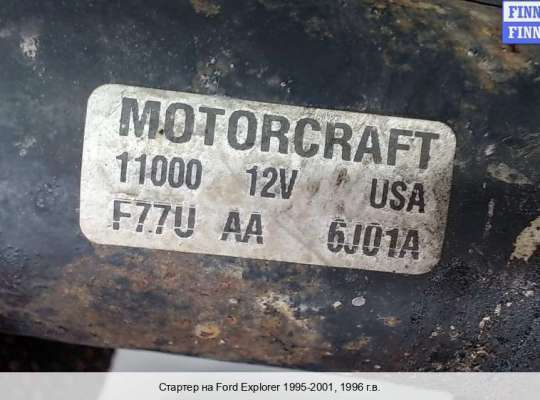 FINN
FINN
MOTORCRAFT
11000 12V USA
F77U AA 6J01A
Стартер на Ford Explorer 1995-2001, 1996 г.в.